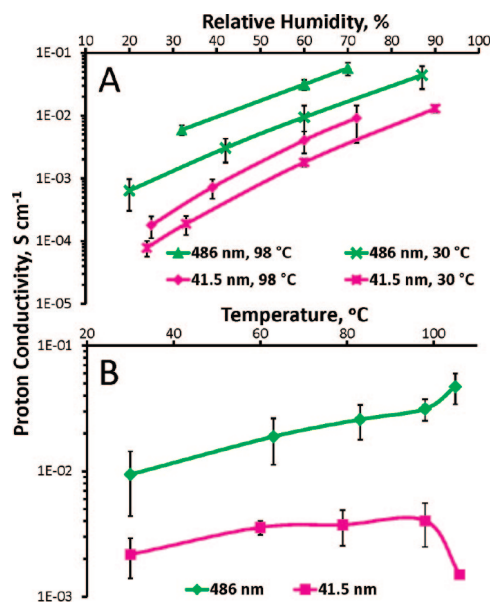 Relative Humidity, %
10 20 30 40 50 60 70 80 90 100
1E-01
A
1E-02
1E-03
1E-04
486 nm, 98 °C 486 nm, 30 °C
41.5 nm, 98 °C 41.5 nm, 30 °C
1E-05
Proton Conductivity, S cm⁻¹
Temperature, °C
20 40 60 80 100
1E-01
B
1E-02
486 nm 41.5 nm
1E-03